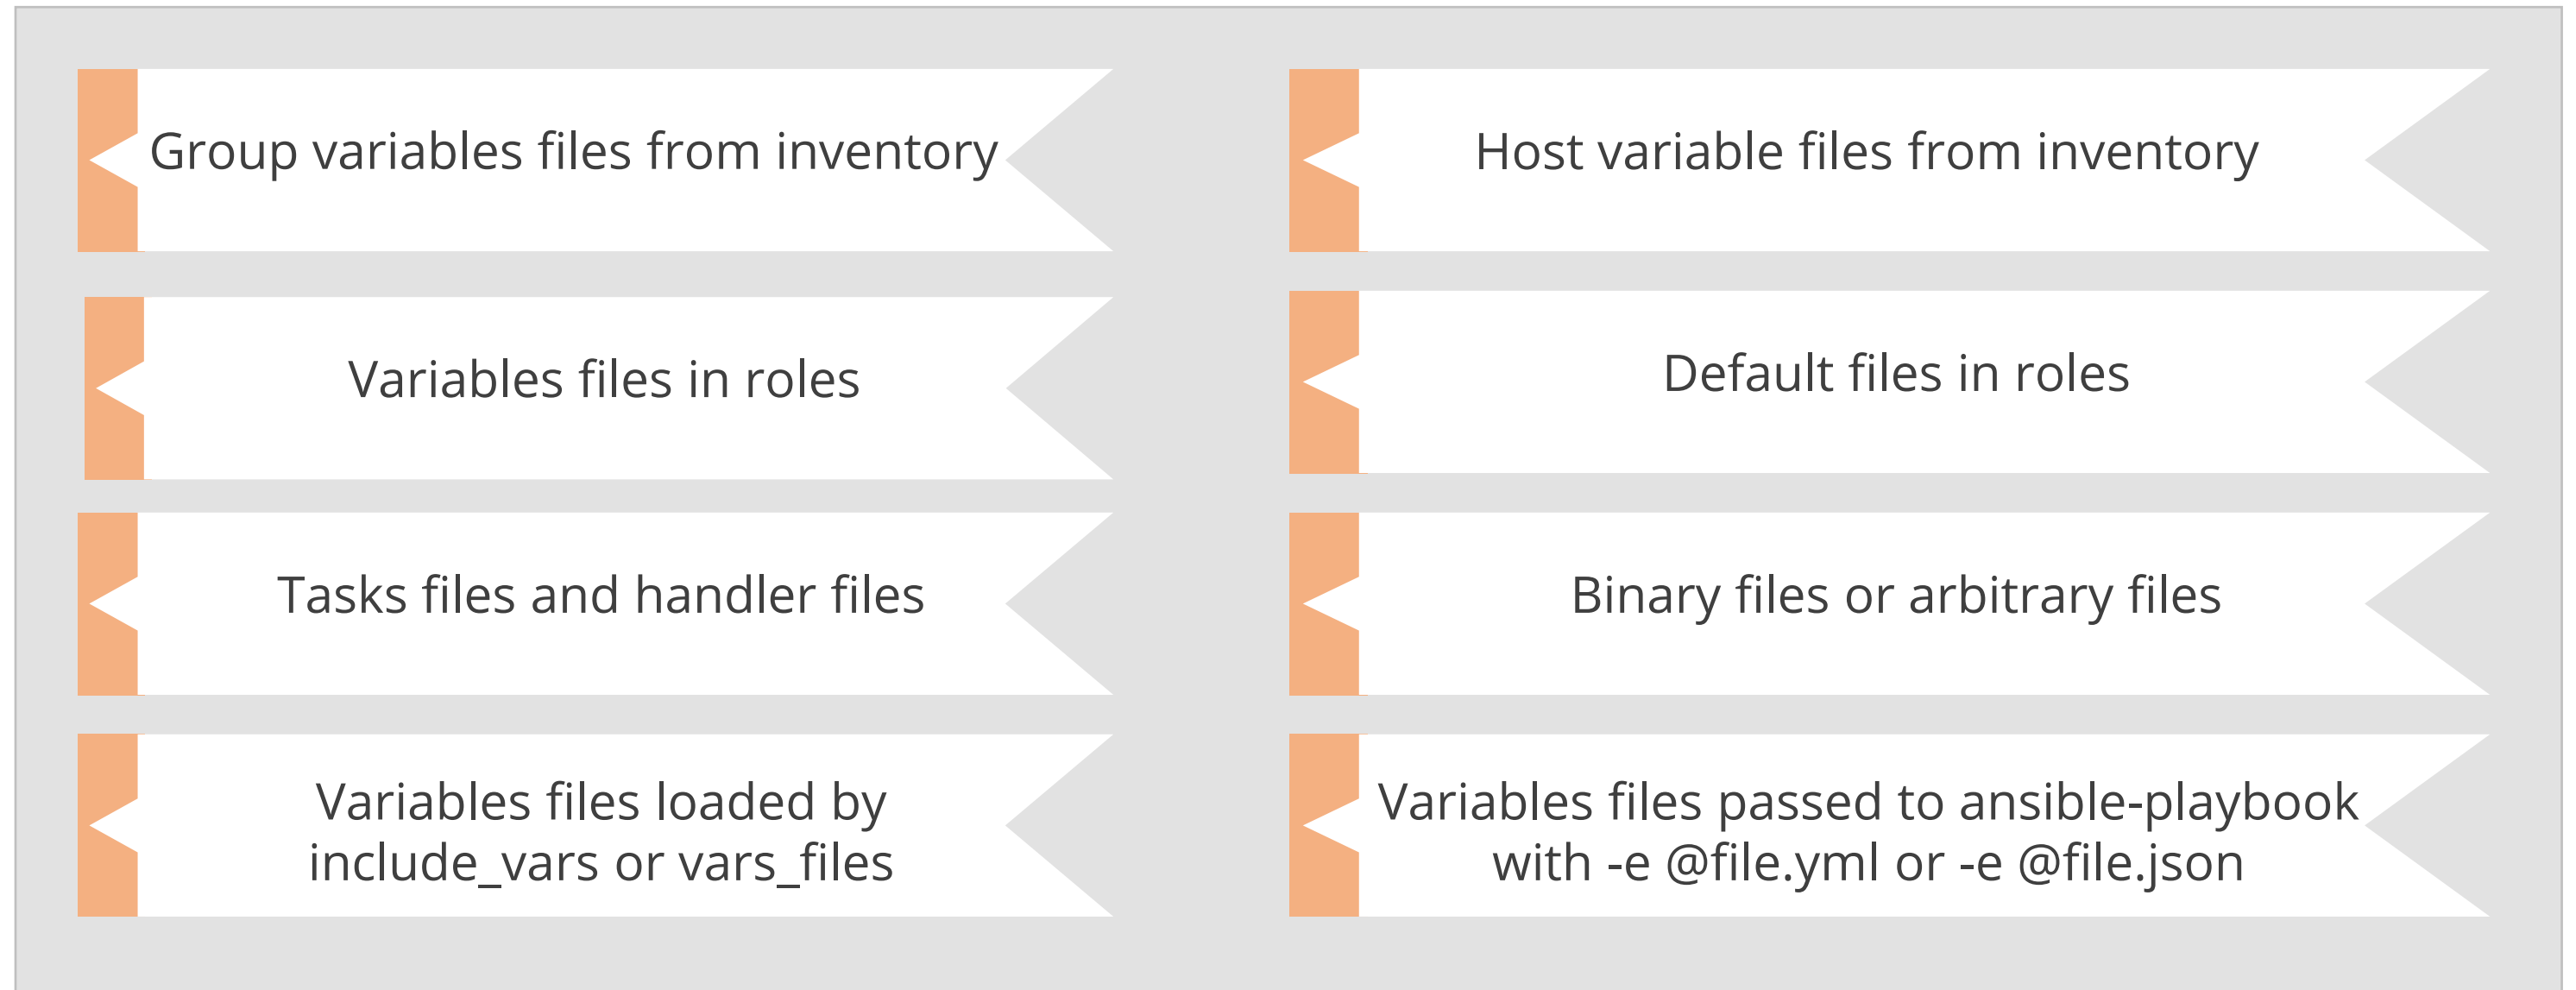 Group variables files from inventory
Host variable files from inventory
Variables files in roles
Default files in roles
Tasks files and handler files
Binary files or arbitrary files
Variables files loaded by
include_vars or vars_files
Variables files passed to ansible-playbook
with -e @file.yml or -e @file.json